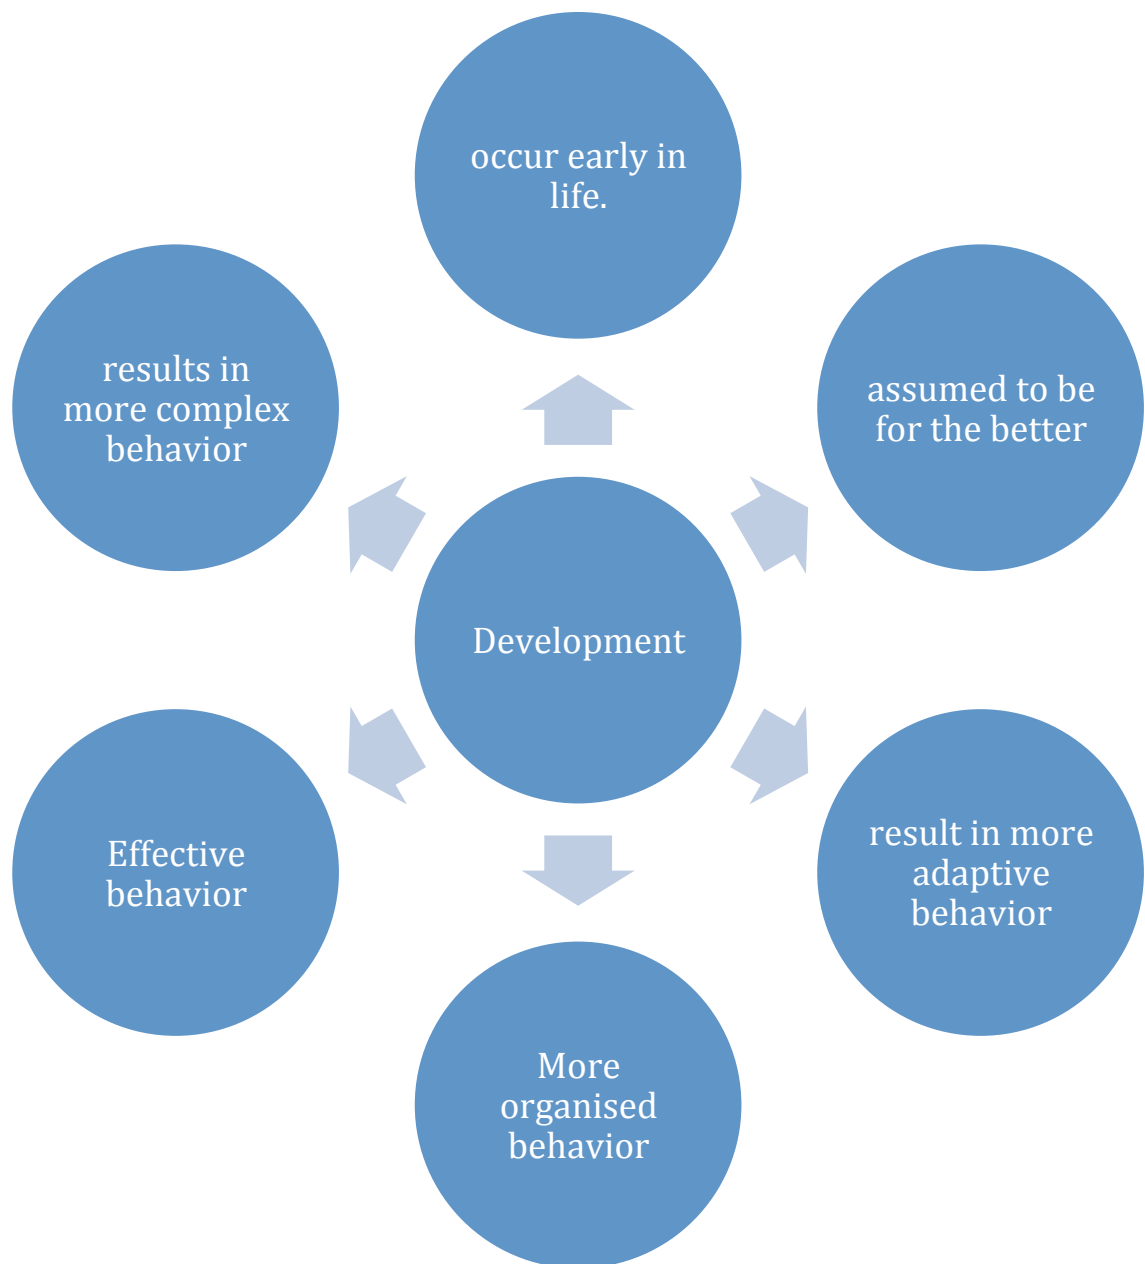 occur early in
life.
assumed to be
for the better
result in more
adaptive
behavior
More
organised
behavior
Effective
behavior
results in
more complex
behavior
Development